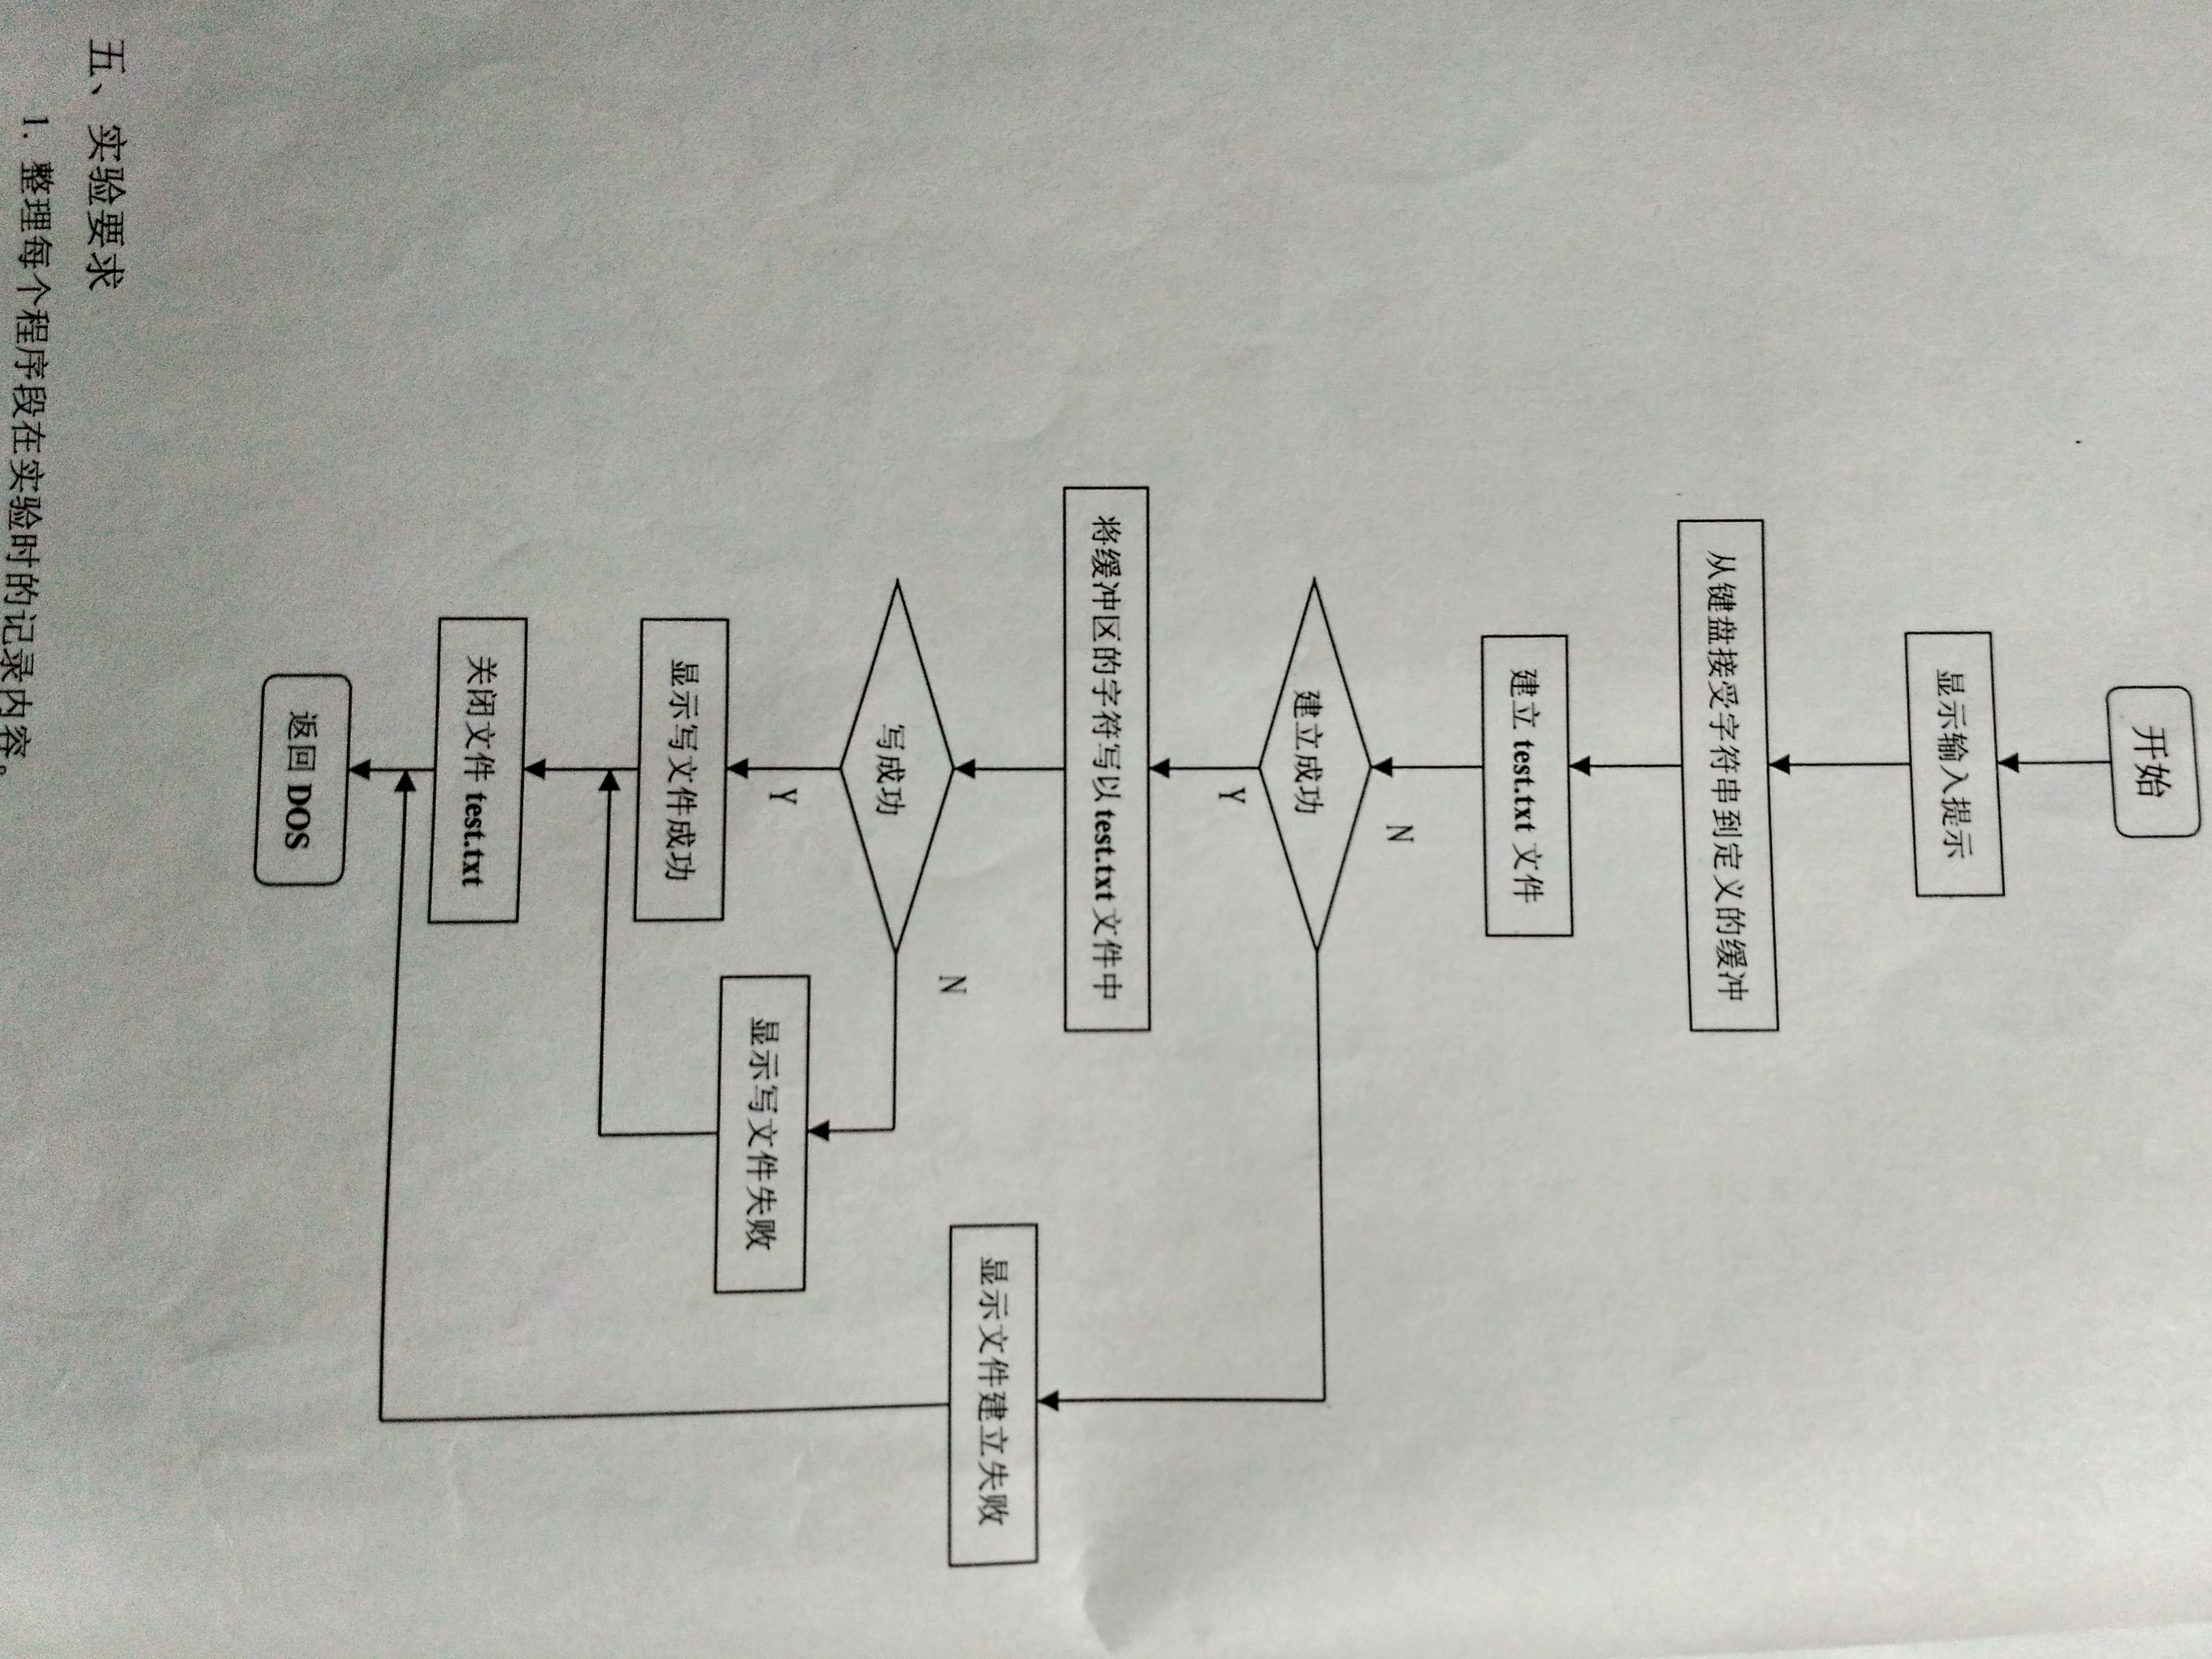 开始
显示输入提示
从键盘接受字符串到定义的缓冲
建立 test.txt 文件
N
建立成功
Y
将缓冲区的字符写以 test.txt 文件中
N
写成功
Y
显示文件建立失败
显示写文件失败
显示写文件成功
关闭文件 test.txt
返回 DOS
五、实验要求
1. 整理每个程序段在实验时的记录内容。